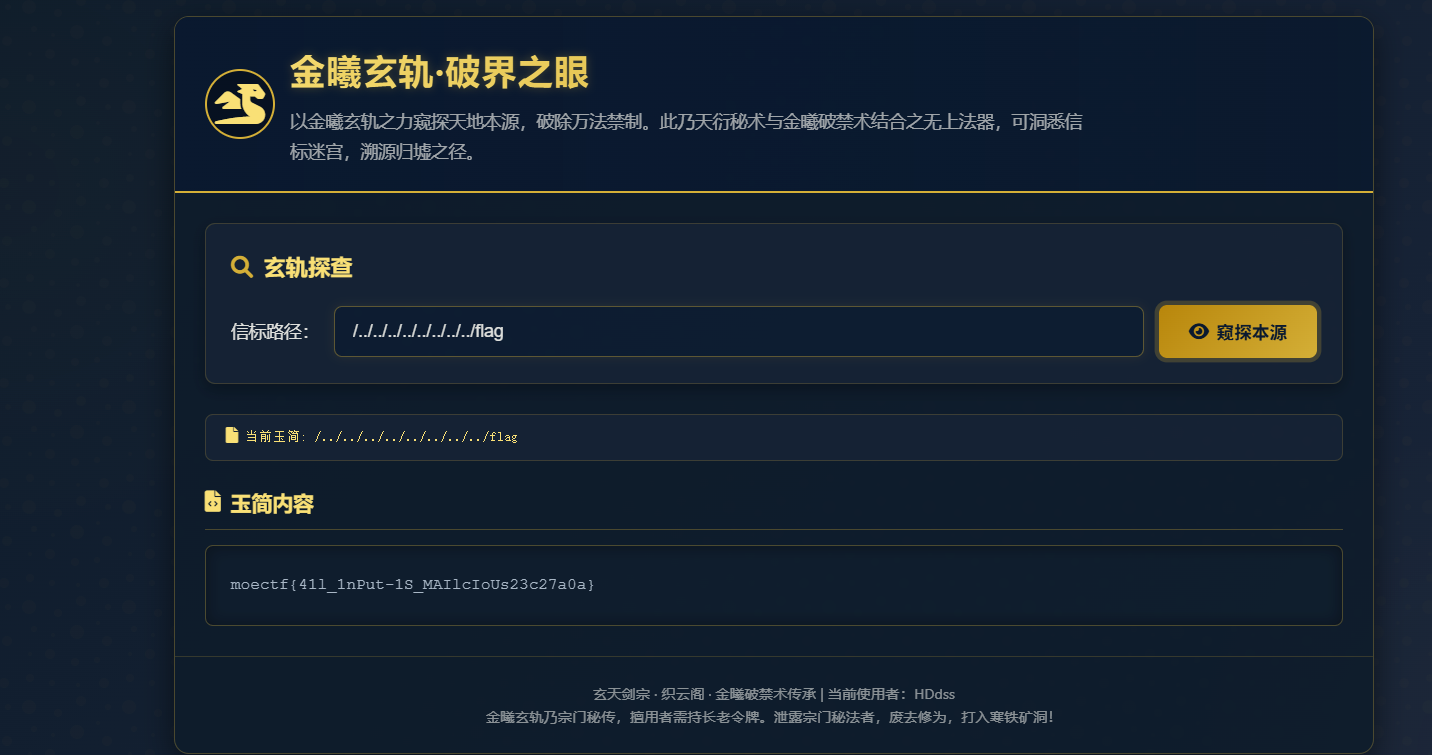 金曦玄轨·破界之眼
以金曦玄轨之力窥探天地本源，破除万法禁制。此乃天衍秘术与金曦破禁术结合之无上法器，可洞悉信
标迷宫，溯源归墟之径。
玄轨探查
信标路径：
/../../../../../../../../flag
窥探本源
当前玉简: /../../../../../../../../flag
玉简内容
moectf{41l_1nPut-1S_MAIlcIoUs23c27a0a}
玄天剑宗 · 织云阁 · 金曦破禁术传承 | 当前使用者：HDdss
金曦玄轨乃宗门秘传，擅用者需持长老令牌。泄露宗门秘法者，废去修为，打入寒铁矿洞！